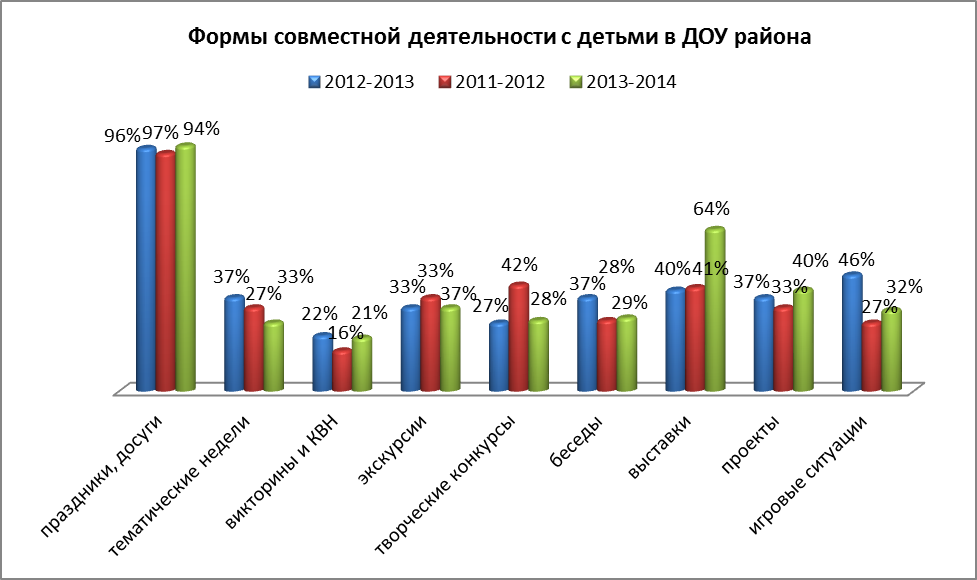 Формы совместной деятельности с детьми в ДОУ района
2012-2013 2011-2012 2013-2014
96% 97% 94%
37% 27% 33%
22% 16% 21%
33% 33% 37%
27% 42% 28%
37% 28% 29%
40% 41% 64%
37% 33% 40%
46% 27% 32%
праздники, досуги
тематические недели
викторины и КВН
экскурсии
творческие конкурсы
беседы
выставки
проекты
игровые ситуации